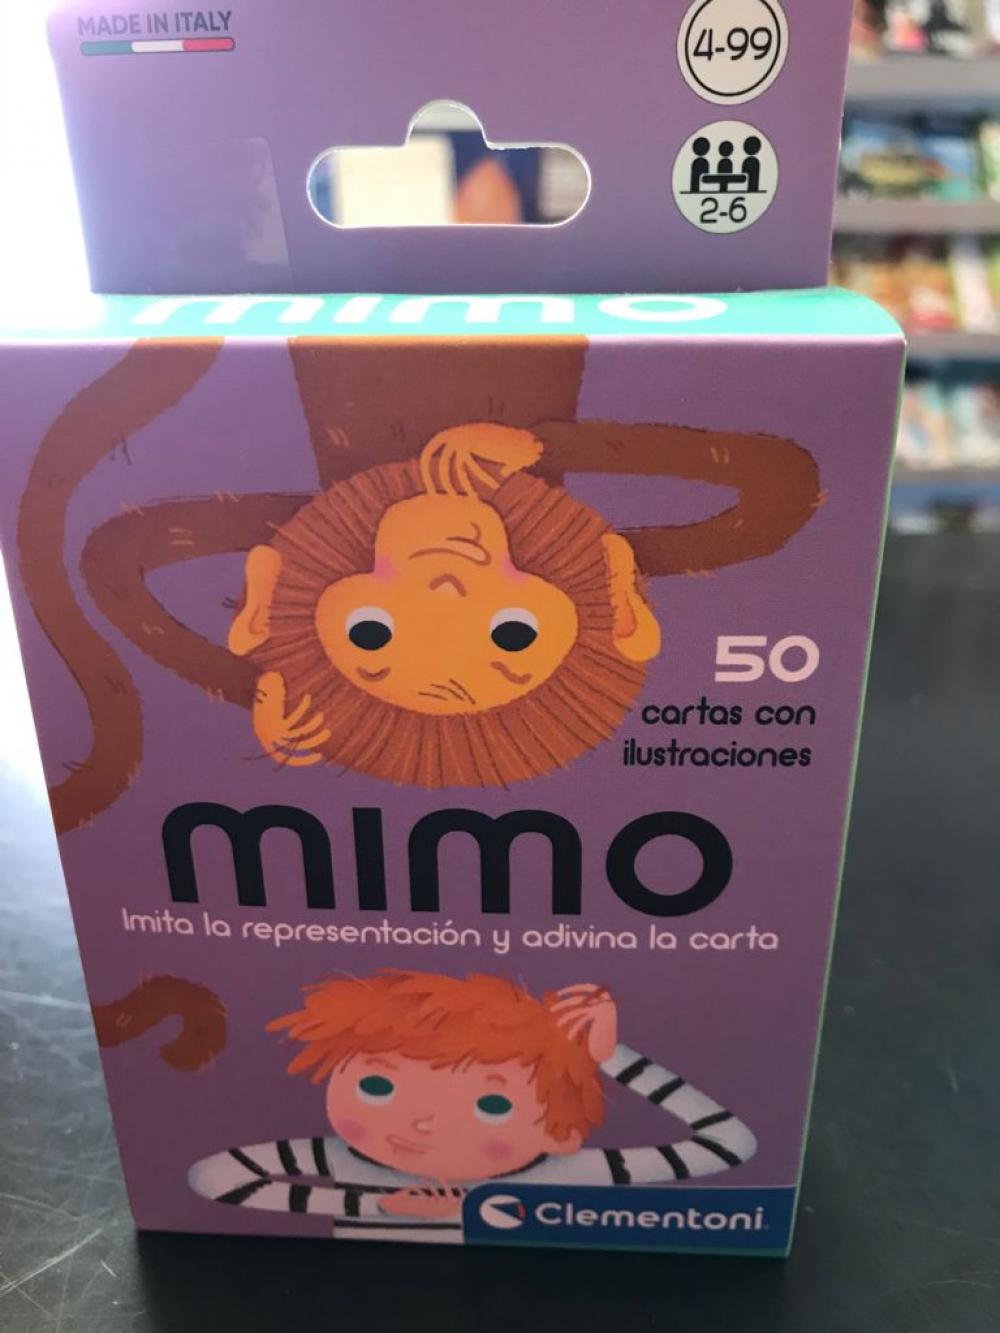 MADE IN ITALY
4-99
2-6
mimo
50
cartas con
ilustraciones
mimo
Imita la representación y adivina la carta
Clementoni